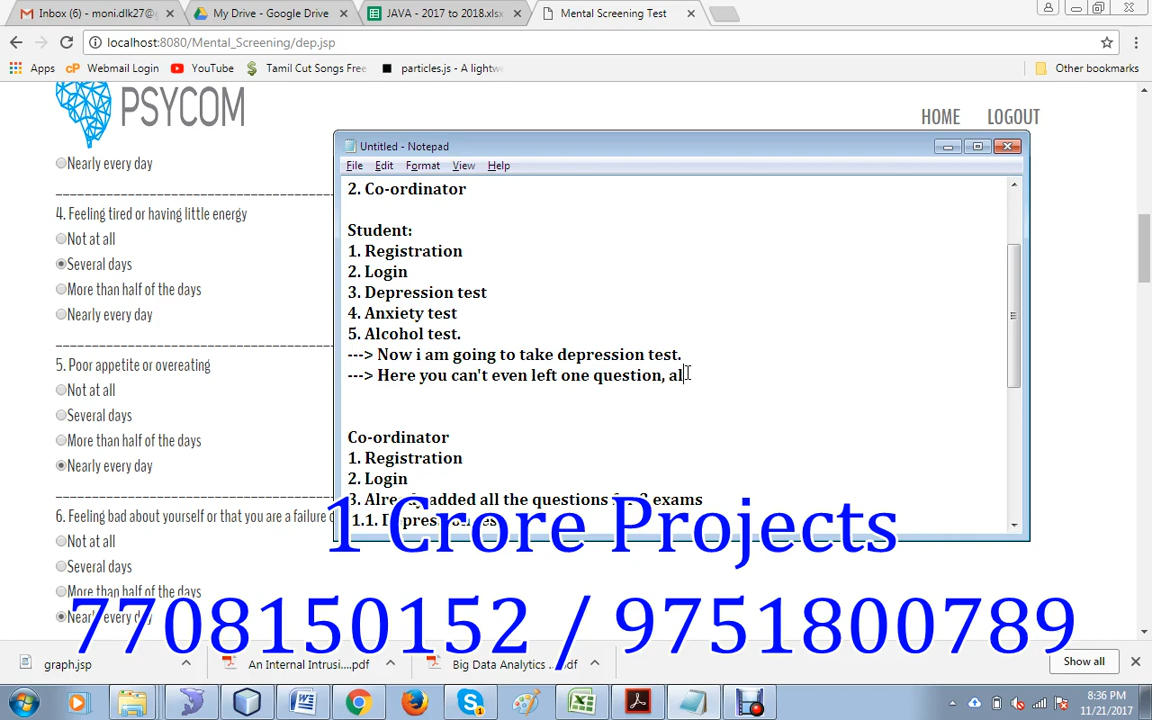 Inbox (6) - moni.dlk27@
My Drive - Google Drive
JAVA - 2017 to 2018.xlsx
Mental Screening Test
localhost:8080/Mental_Screening/dep.jsp
Apps
Webmail Login
YouTube
Tamil Cut Songs Free
particles.js - A lightw
Other bookmarks
PSYCOM
HOME
LOGOUT
Nearly every day
4. Feeling tired or having little energy
Not at all
Several days
More than half of the days
Nearly every day
5. Poor appetite or overeating
Not at all
Several days
More than half of the days
Nearly every day
6. Feeling bad about yourself or that you are a failure o
Not at all
Several days
More than half of the days
Nearly every day
Untitled - Notepad
File Edit Format View Help
2. Co-ordinator
Student:
1. Registration
2. Login
3. Depression test
4. Anxiety test
5. Alcohol test.
---> Now i am going to take depression test.
---> Here you can't even left one question, al
Co-ordinator
1. Registration
2. Login
3. Already added all the questions for 3 exams
1.1. Depression tes
1 Crore Projects
7708150152 / 9751800789
graph.jsp
An Internal Intrusi....pdf
Big Data Analytics ...pdf
Show all
8:36 PM
11/21/2017